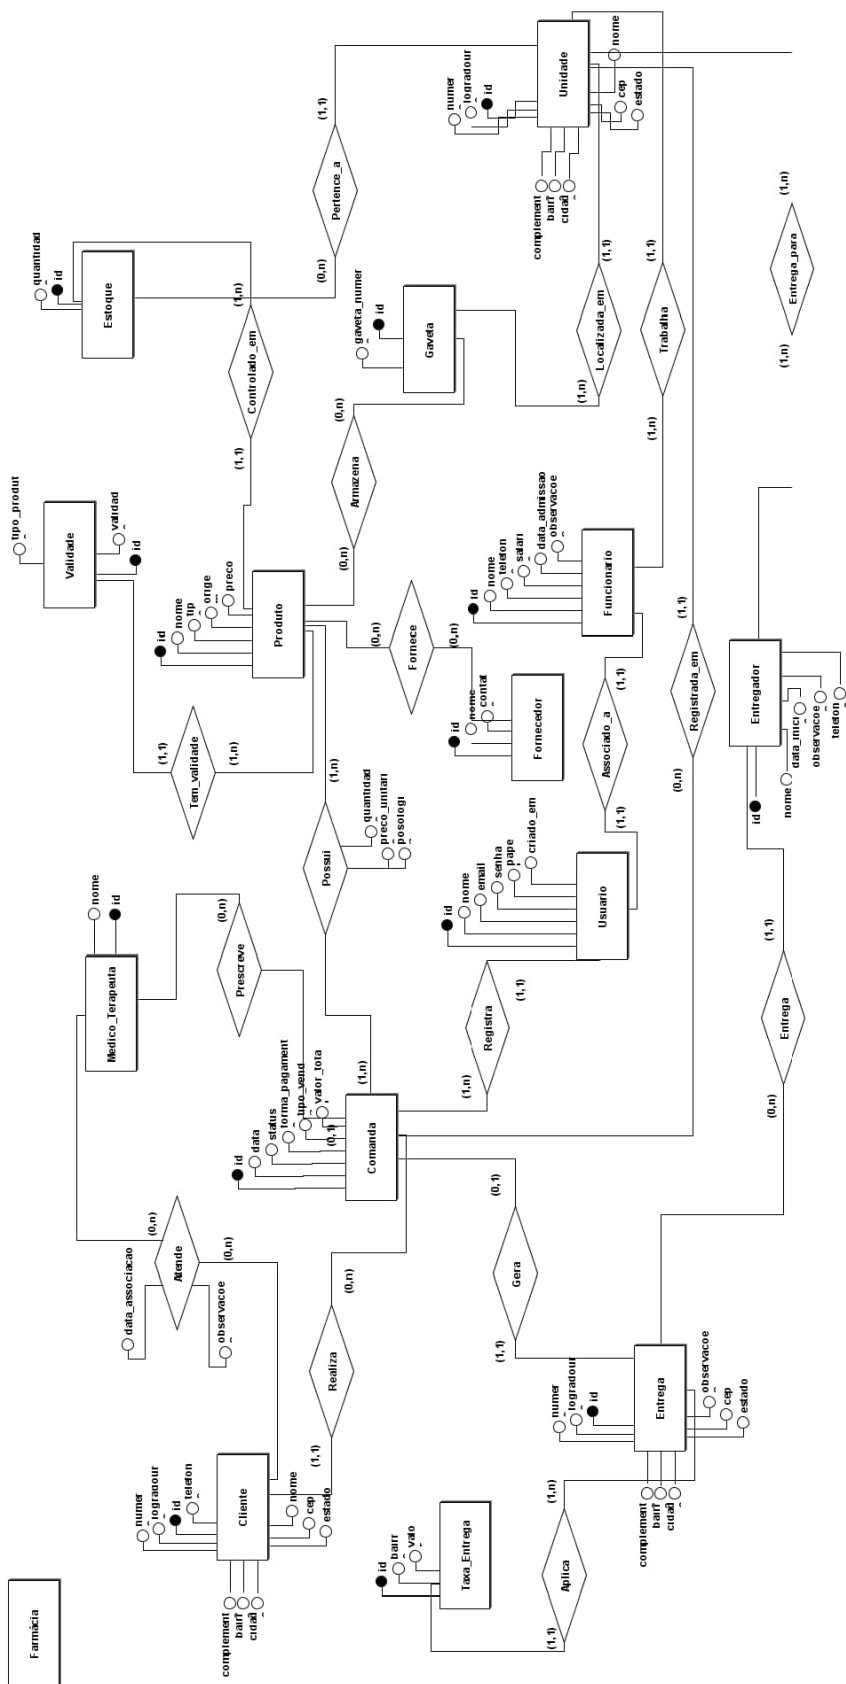 Farmácia
Cliente
numer
logradour
id
telefon
nome
cep
estado
complement
bairr
cidad
Realiza
(1,1)
(0,n)
Atende
data_associacao
observacoe
(0,n)
(0,n)
Medico_Terapeuta
nome
id
Prescreve
(0,n)
(0,1)
Comanda
id
data
status
forma_pagament
tipo_vend
valor_tota
Possui
quantidad
preco_unitari
posologi
(1,n)
(1,n)
Tem_validade
(1,1)
(1,n)
Validade
tipo_produt
validad
id
Produto
id
nome
tip
orige
preco
Controlado_em
(1,1)
(1,n)
Estoque
quantidad
id
Pertence_a
(0,n)
(1,1)
Unidade
numer
logradour
id
nome
cep
estado
complement
bairr
cidad
Armazena
(0,n)
(0,n)
Gaveta
gaveta_numer
id
Localizada_em
(1,n)
(1,1)
Trabalha
(1,n)
(1,1)
Fornece
(0,n)
(0,n)
Fornecedor
id
nome
contat
Funcionario
id
nome
telefon
salari
data_admissao
observacoe
Associado_a
(1,1)
(1,1)
Usuario
id
nome
email
senha
pape
criado_em
Registra
(1,n)
(1,1)
Registrada_em
(0,n)
(1,1)
Gera
(0,1)
(1,1)
Entrega
numer
logradour
id
observacoe
cep
estado
complement
bairr
cidad
Aplica
(1,1)
(1,n)
Taxa_Entrega
id
bairr
valo
Entrega
(0,n)
(1,1)
Entregador
id
nome
data_inici
observacoe
telefon
Entrega_para
(1,n)
(1,n)